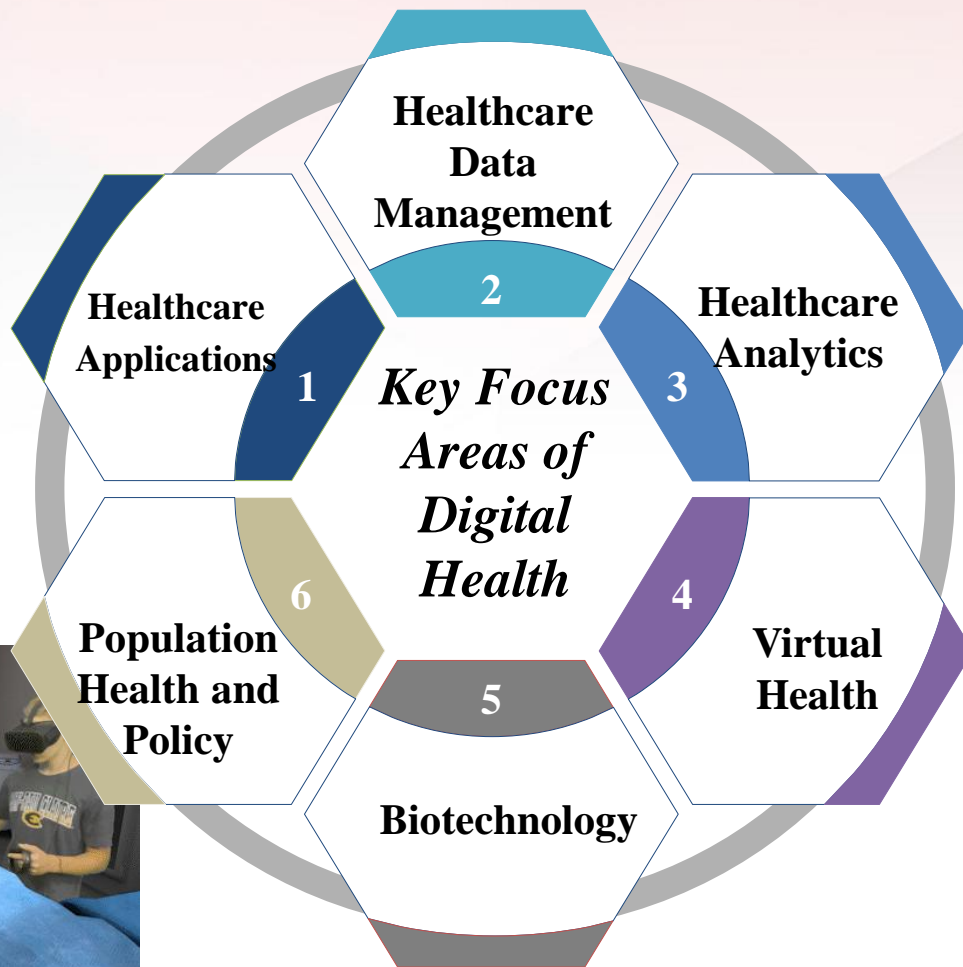 Healthcare
Data
Management
2
Healthcare
Applications
1
Healthcare
Analytics
3
Key Focus
Areas of
Digital
Health
6
Population
Health and
Policy
4
Virtual
Health
5
Biotechnology